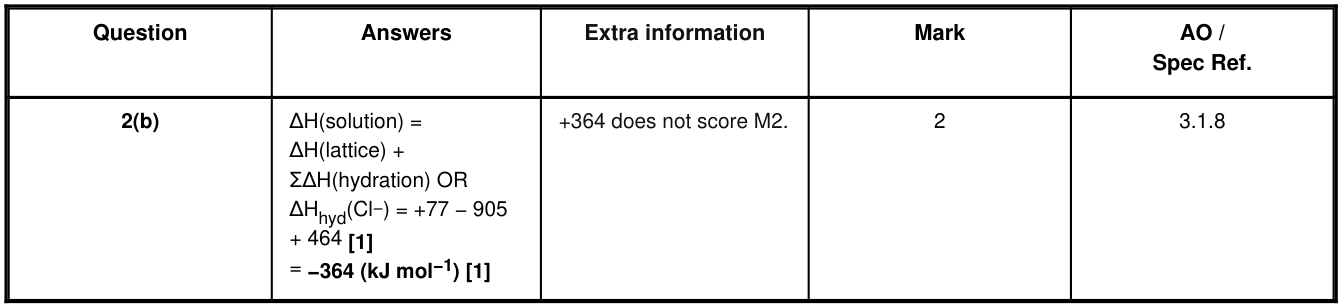 Question Answers Extra information Mark AO /
Spec Ref.
2(b) ΔH(solution) = +364 does not score M2. 2 3.1.8
ΔH(lattice) +
ΣΔH(hydration) OR
ΔHhyd(Cl−) = +77 − 905
+ 464 [1]
= −364 (kJ mol−1) [1]